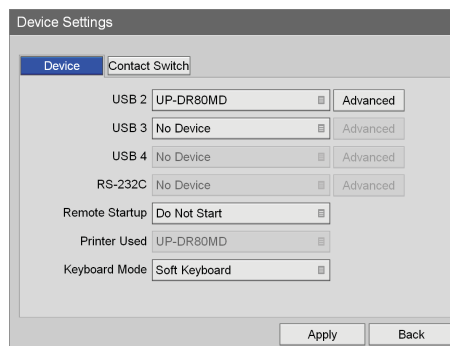 Device Settings
Device Contact Switch
USB 2 UP-DR80MD Advanced
USB 3 No Device Advanced
USB 4 No Device Advanced
RS-232C No Device Advanced
Remote Startup Do Not Start
Printer Used UP-DR80MD
Keyboard Mode Soft Keyboard
Apply Back